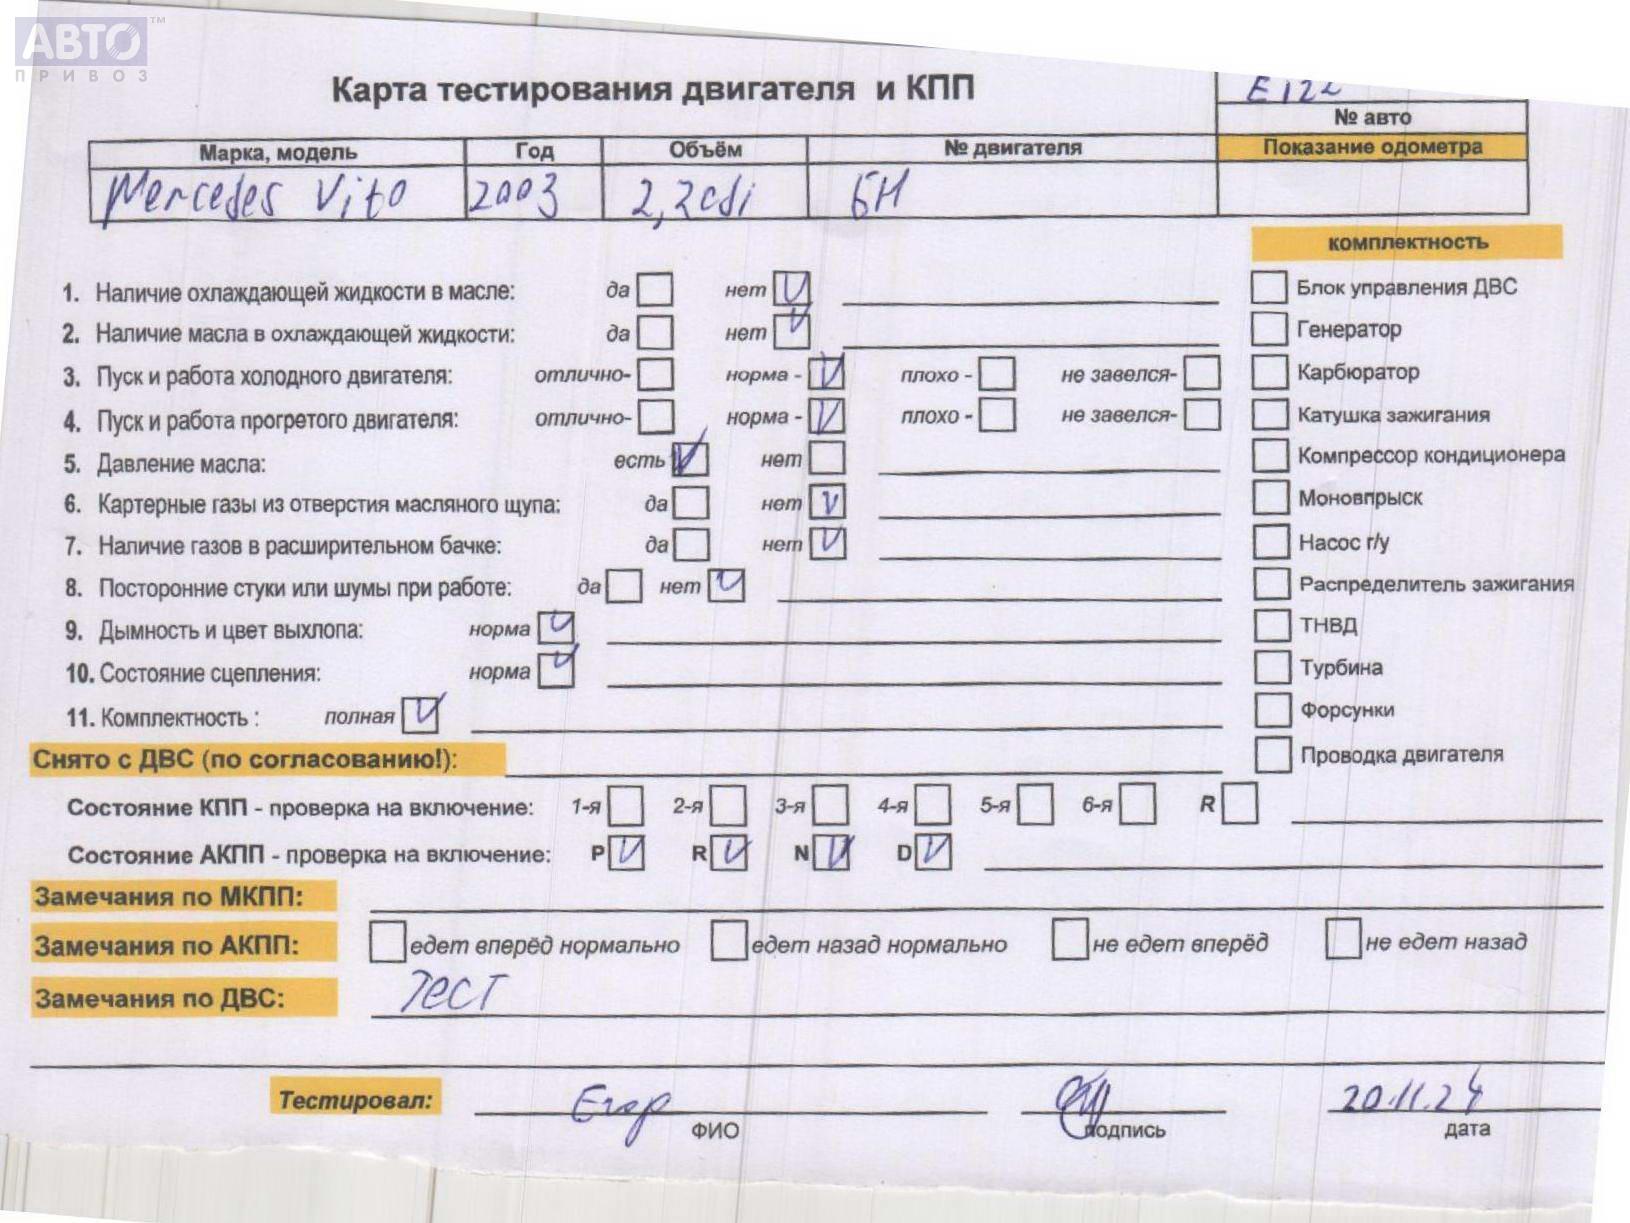 АВТО ™
ПРИВОЗ
Карта тестирования двигателя и КПП
E122
№ авто
Марка, модель Год Объём № двигателя Показание одометра
Mercedes Vito 2003 2,2cdi БН
комплектность
1. Наличие охлаждающей жидкости в масле: да нет V Блок управления ДВС
2. Наличие масла в охлаждающей жидкости: да нет V Генератор
3. Пуск и работа холодного двигателя: отлично- норма - V плохо - не завелся- Карбюратор
4. Пуск и работа прогретого двигателя: отлично- норма - V плохо - не завелся- Катушка зажигания
5. Давление масла: есть V нет Компрессор кондиционера
6. Картерные газы из отверстия масляного щупа: да нет V Моновпрыск
7. Наличие газов в расширительном бачке: да нет V Насос г/у
8. Посторонние стуки или шумы при работе: да нет V Распределитель зажигания
9. Дымность и цвет выхлопа: норма V ТНВД
10. Состояние сцепления: норма V Турбина
11. Комплектность : полная V Форсунки
Снято с ДВС (по согласованию!): Проводка двигателя
Состояние КПП - проверка на включение: 1-я 2-я 3-я 4-я 5-я 6-я R
Состояние АКПП - проверка на включение: P V R V N V D V
Замечания по МКПП:
Замечания по АКПП: едет вперёд нормально едет назад нормально не едет вперёд не едет назад
Замечания по ДВС: Тест
Тестировал: Егор 20.11.24
ФИО подпись дата